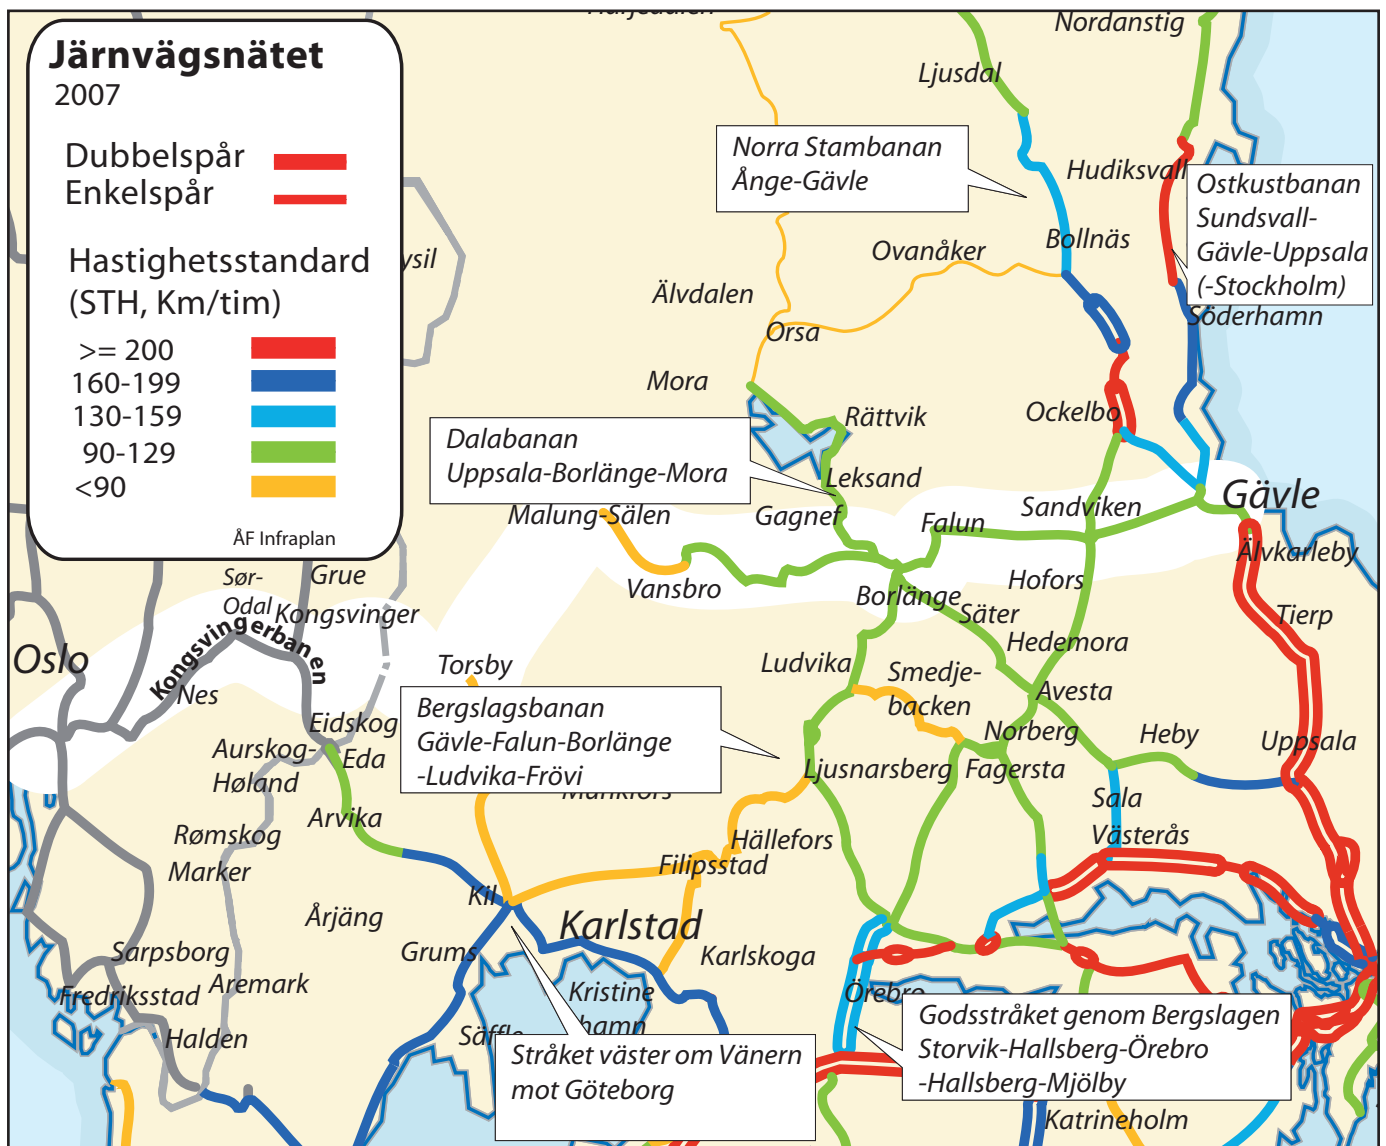 Järnvägsnätet
2007
Dubbelspår
Enkelspår
Hastighetsstandard
(STH, Km/tim)
>= 200
160-199
130-159
90-129
<90
ÅF Infraplan
Nordanstig
Ljusdal
Norra Stambanan
Ånge-Gävle
Hudiksvall
Ostkustbanan
Sundsvall-
Gävle-Uppsala
(-Stockholm)
Bollnäs
Ovanåker
ysil
Älvdalen
Söderhamn
Orsa
Mora
Rättvik
Ockelbo
Dalabanan
Uppsala-Borlänge-Mora
Leksand
Gävle
Malung-Sälen
Gagnef
Falun
Sandviken
Älvkarleby
Sør-
Odal
Grue
Kongsvinger
Vansbro
Borlänge
Hofors
Säter
Tierp
Kongsvingerbanen
Oslo
Hedemora
Torsby
Ludvika
Smedje-
backen
Nes
Avesta
Bergslagsbanan
Gävle-Falun-Borlänge
-Ludvika-Frövi
Eidskog
Norberg
Heby
Uppsala
Aurskog-
Høland
Eda
Ljusnarsberg
Fagersta
Munkfors
Sala
Arvika
Rømskog
Västerås
Hällefors
Marker
Filipsstad
Kil
Årjäng
Karlstad
Grums
Karlskoga
Sarpsborg
Aremark
Fredriksstad
Kristine
hamn
Örebro
Halden
Säffle
Godsstråket genom Bergslagen
Storvik-Hallsberg-Örebro
-Hallsberg-Mjölby
Stråket väster om Vänern
mot Göteborg
Katrineholm